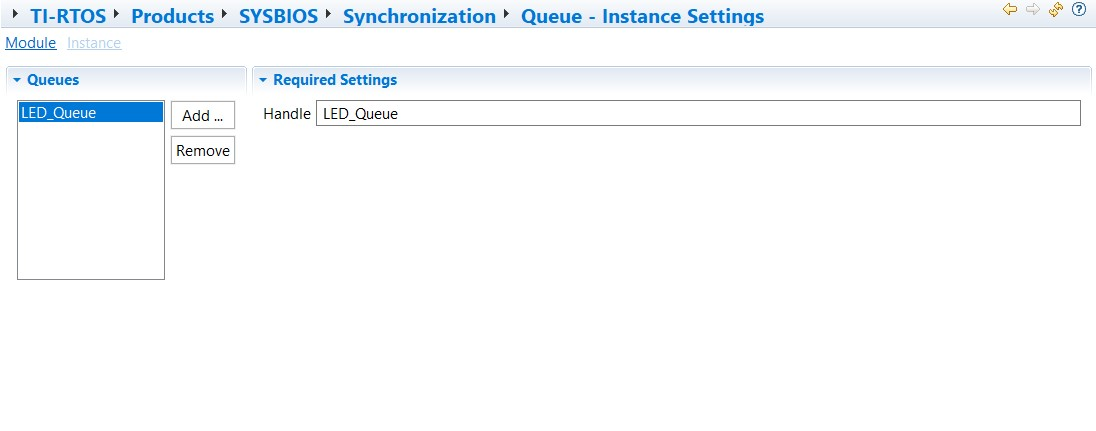 TI-RTOS Products SYSBIOS Synchronization Queue - Instance Settings
Module Instance
Queues
LED_Queue
Add ...
Remove
Required Settings
Handle LED_Queue